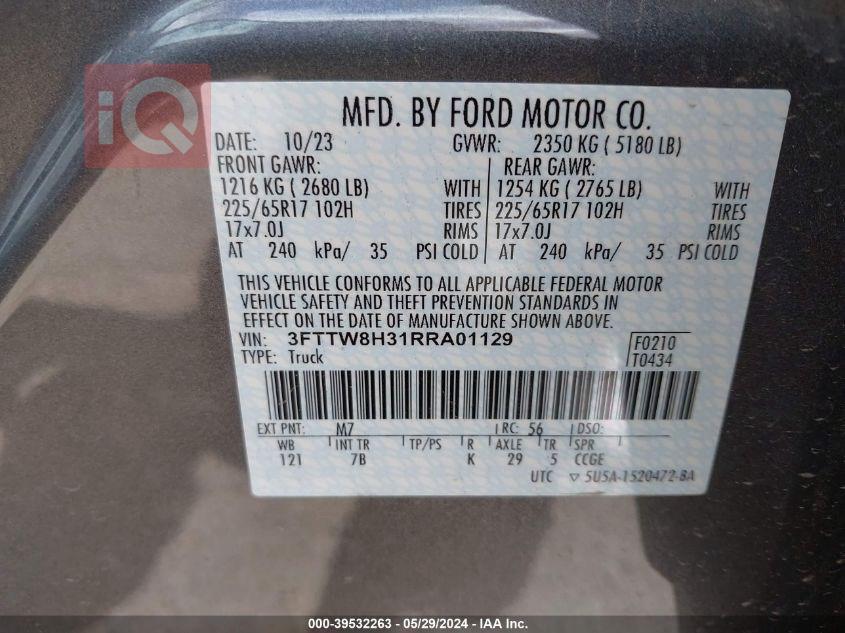 iQ
MFD. BY FORD MOTOR CO.
DATE: 10/23 GVWR: 2350 KG ( 5180 LB)
FRONT GAWR: REAR GAWR:
1216 KG ( 2680 LB) WITH 1254 KG ( 2765 LB) WITH
225/65R17 102H TIRES 225/65R17 102H TIRES
17x7.0J RIMS 17x7.0J RIMS
AT 240 kPa/ 35 PSI COLD AT 240 kPa/ 35 PSI COLD
THIS VEHICLE CONFORMS TO ALL APPLICABLE FEDERAL MOTOR
VEHICLE SAFETY AND THEFT PREVENTION STANDARDS IN
EFFECT ON THE DATE OF MANUFACTURE SHOWN ABOVE.
VIN: 3FTTW8H31RRA01129 F0210
TYPE: Truck T0434
EXT PNT: M7 RC: 56 DSO:
WB INT TR TP/PS R AXLE TR SPR
121 7B K 29 5 CCGE
UTC ▽ 5U5A-1520472-BA
000-39532263 - 05/29/2024 - IAA Inc.